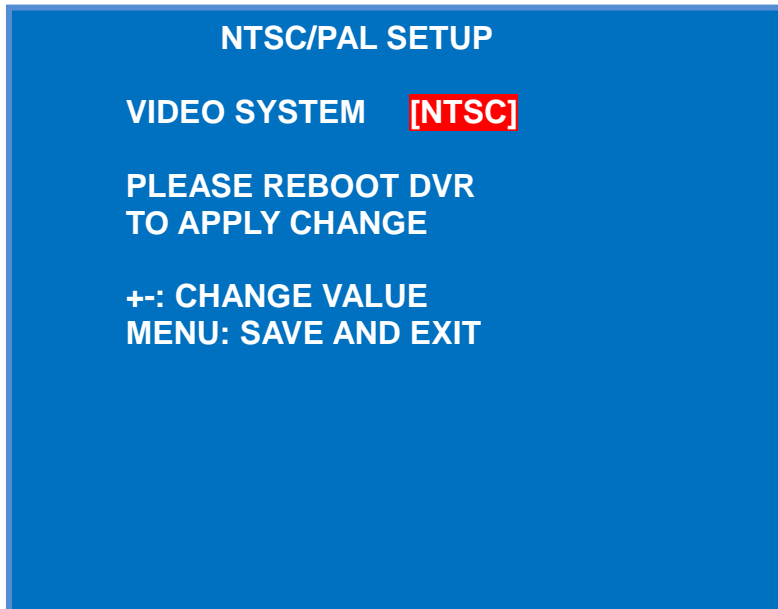 NTSC/PAL SETUP
VIDEO SYSTEM [NTSC]
PLEASE REBOOT DVR
TO APPLY CHANGE
+-: CHANGE VALUE
MENU: SAVE AND EXIT